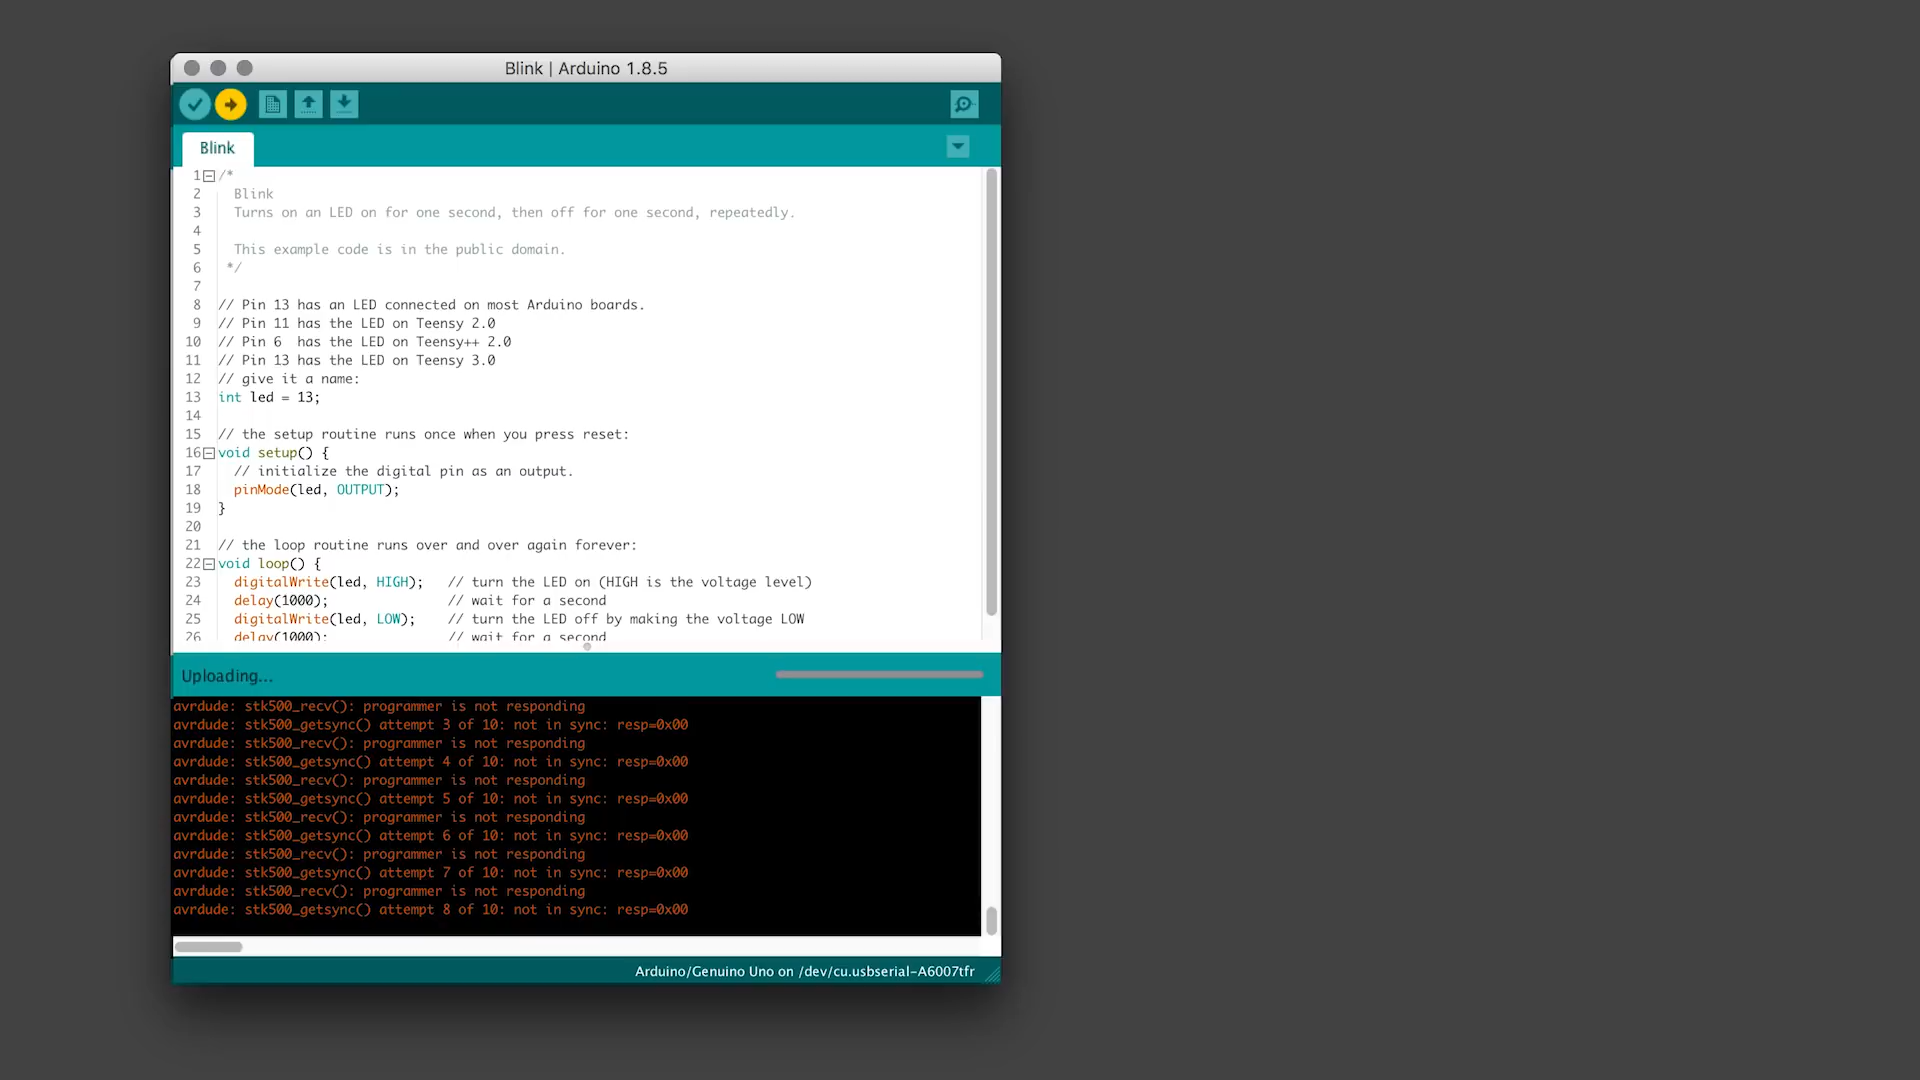 Blink | Arduino 1.8.5
Blink
1 /*
2 Blink
3 Turns on an LED on for one second, then off for one second, repeatedly.
4
5 This example code is in the public domain.
6 */
7
8 // Pin 13 has an LED connected on most Arduino boards.
9 // Pin 11 has the LED on Teensy 2.0
10 // Pin 6  has the LED on Teensy++ 2.0
11 // Pin 13 has the LED on Teensy 3.0
12 // give it a name:
13 int led = 13;
14
15 // the setup routine runs once when you press reset:
16 void setup() {
17 // initialize the digital pin as an output.
18 pinMode(led, OUTPUT);
19 }
20
21 // the loop routine runs over and over again forever:
22 void loop() {
23 digitalWrite(led, HIGH);   // turn the LED on (HIGH is the voltage level)
24 delay(1000);               // wait for a second
25 digitalWrite(led, LOW);    // turn the LED off by making the voltage LOW
26 delay(1000);               // wait for a second
Uploading...
avrdude: stk500_recv(): programmer is not responding
avrdude: stk500_getsync() attempt 3 of 10: not in sync: resp=0x00
avrdude: stk500_recv(): programmer is not responding
avrdude: stk500_getsync() attempt 4 of 10: not in sync: resp=0x00
avrdude: stk500_recv(): programmer is not responding
avrdude: stk500_getsync() attempt 5 of 10: not in sync: resp=0x00
avrdude: stk500_recv(): programmer is not responding
avrdude: stk500_getsync() attempt 6 of 10: not in sync: resp=0x00
avrdude: stk500_recv(): programmer is not responding
avrdude: stk500_getsync() attempt 7 of 10: not in sync: resp=0x00
avrdude: stk500_recv(): programmer is not responding
avrdude: stk500_getsync() attempt 8 of 10: not in sync: resp=0x00
Arduino/Genuino Uno on /dev/cu.usbserial-A6007tfr